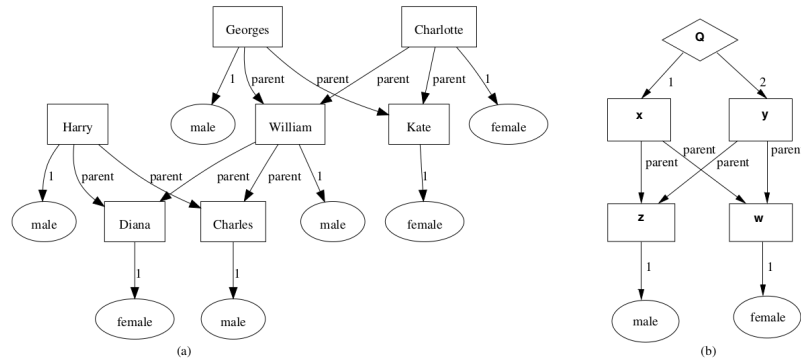 Georges
Charlotte
Q
1
parent
parent
parent
parent
1
1
2
Harry
male
William
Kate
female
x
y
1
parent
parent
parent
parent
1
1
parent
parent
parent
paren
male
Diana
Charles
male
female
z
w
1
1
1
1
female
male
male
female
(a)
(b)